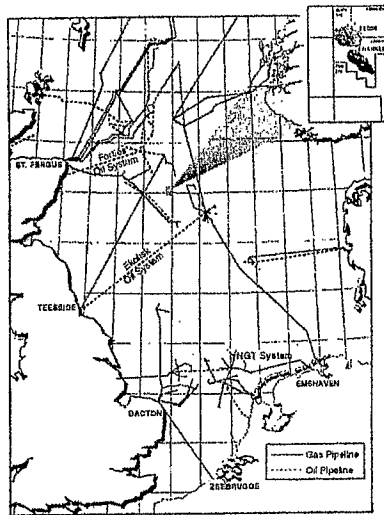 ST. FERGUS
Forties
Oil System
Ekofisk
Oil System
TEESSIDE
NGT System
EMSHAVEN
BACTON
ZEEBRUGGE
Gas Pipeline
Oil Pipeline